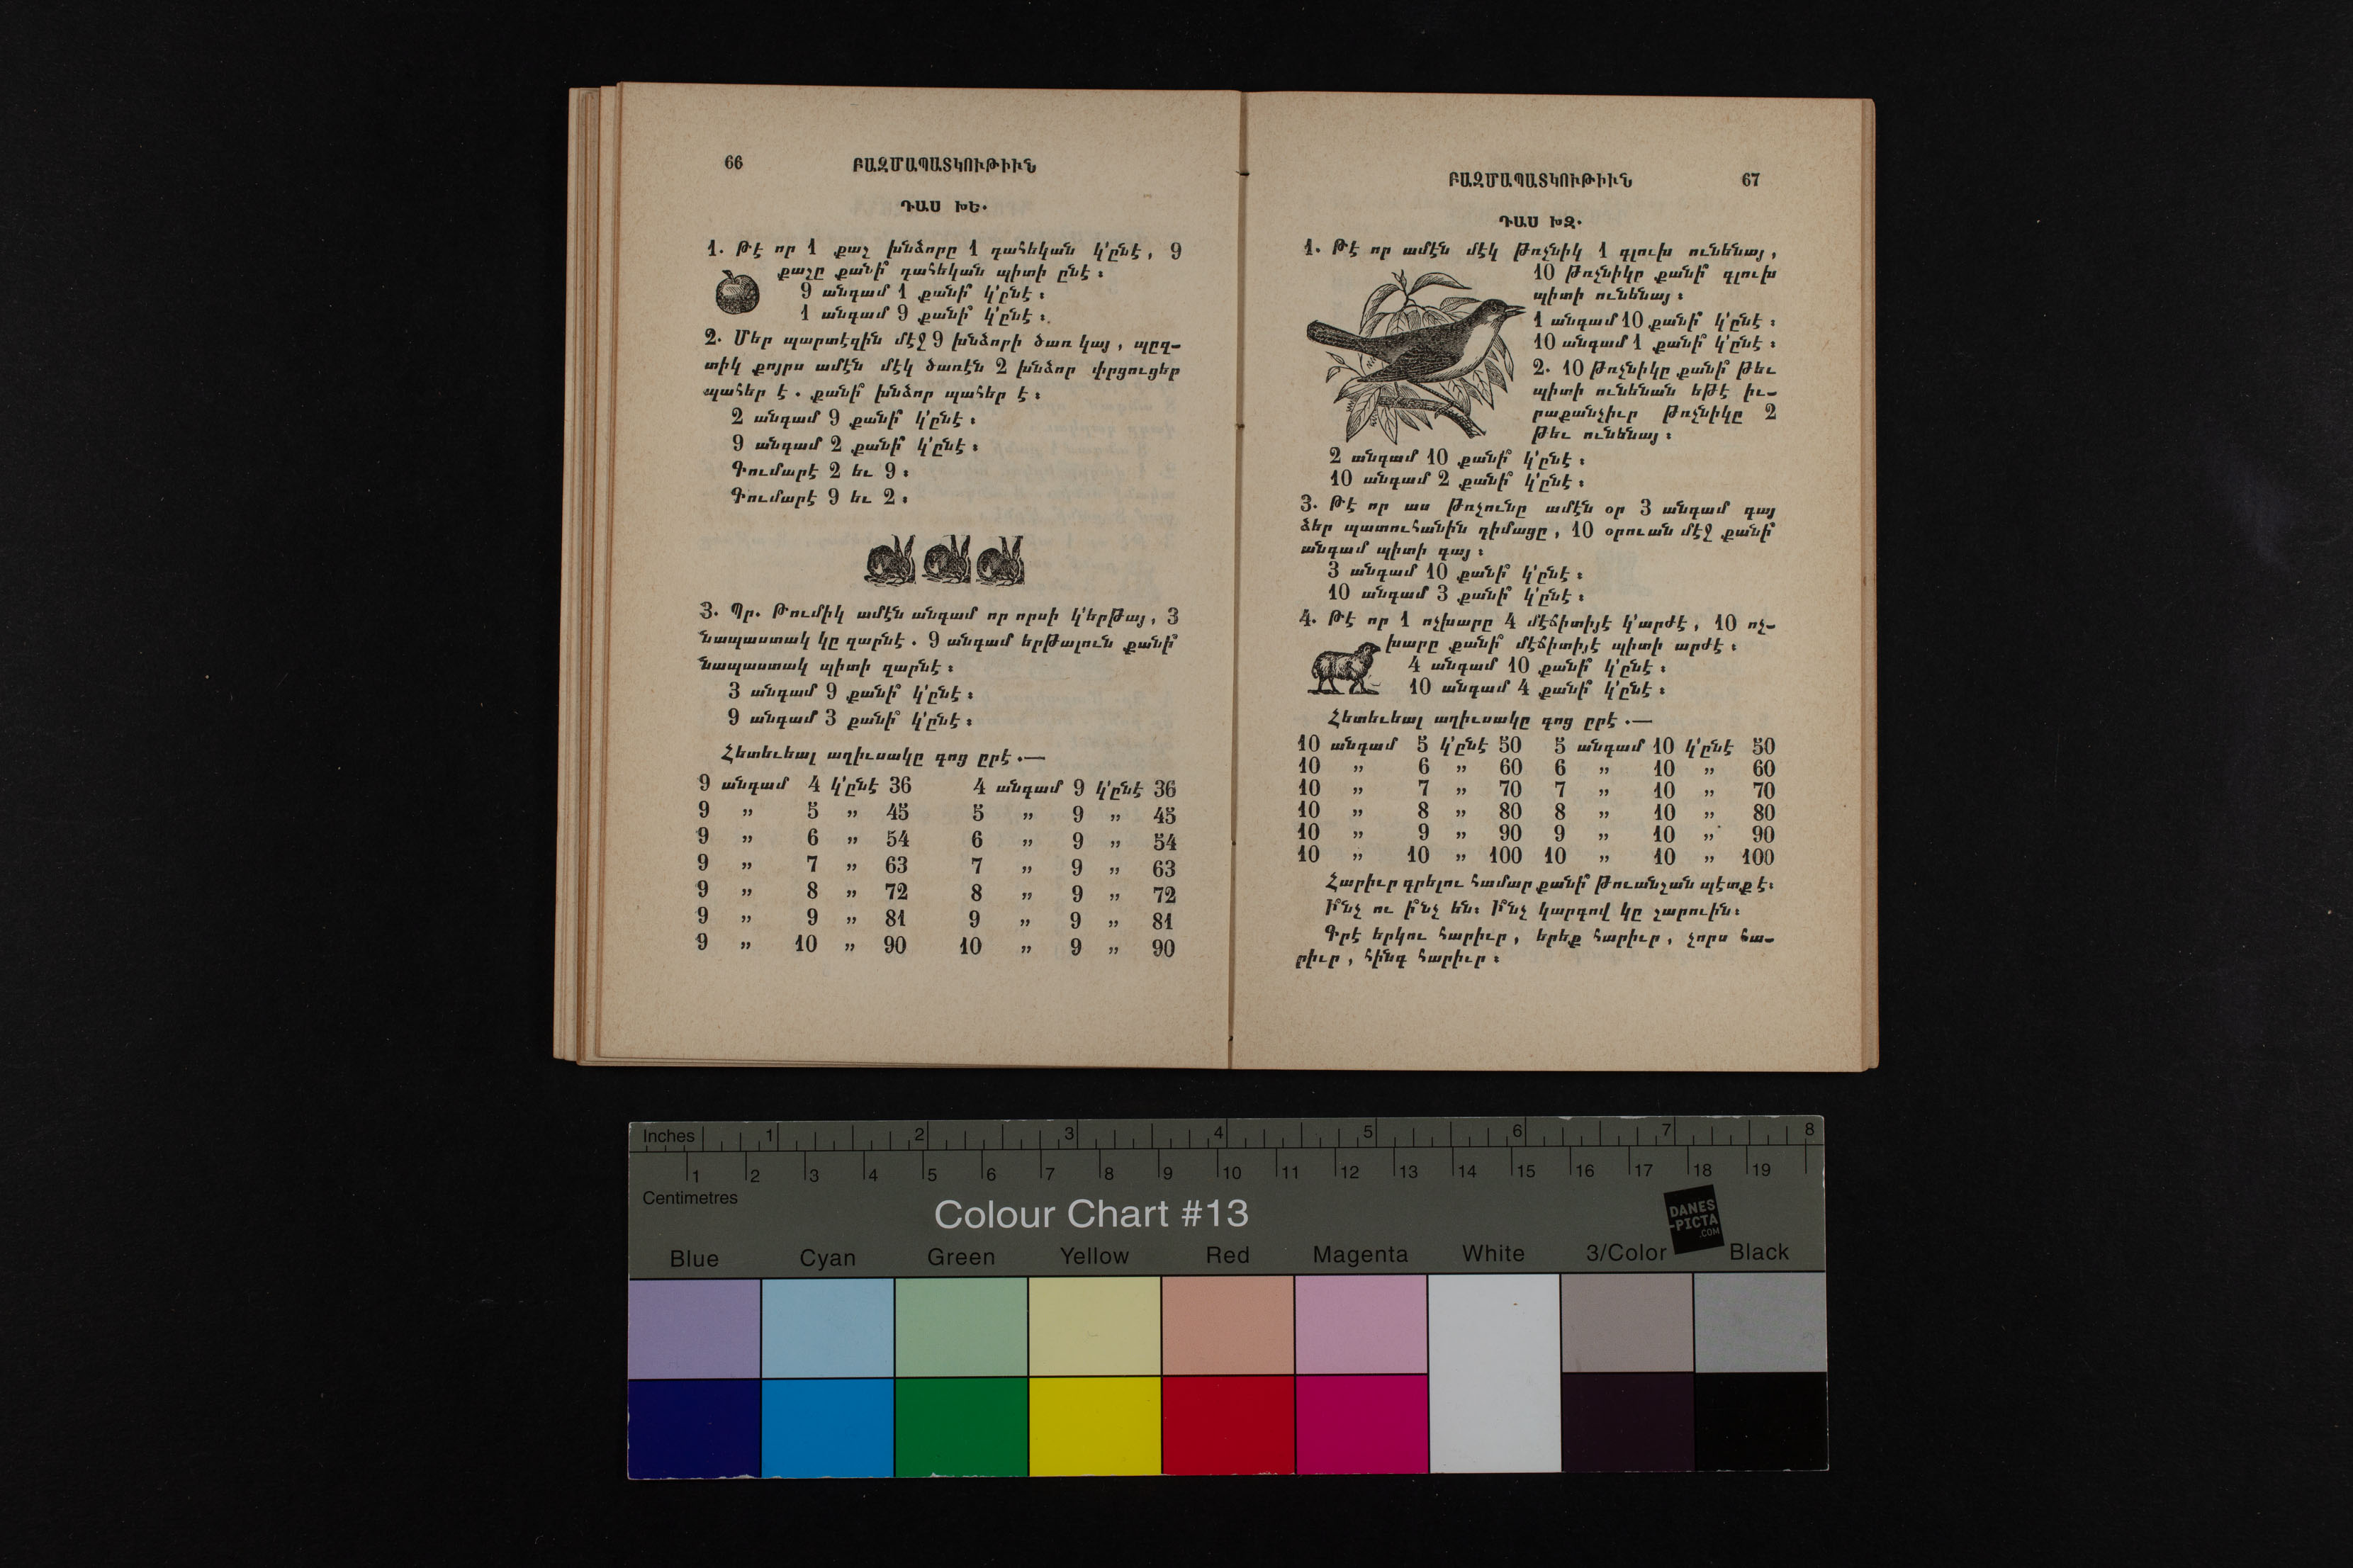 66 ԲԱԶՄԱՊԱՏԿՈՒԹԻՒՆ
ԴԱՍ ԽԵ.
1. Թէ որ 1 քաշ խնձորը 1 դահեկան կ՚ընէ, 9
քաշը քանի՞ դահեկան պիտի ընէ։
9 անգամ 1 քանի՞ կ՚ընէ։
1 անգամ 9 քանի՞ կ՚ընէ։
2. Մեր պարտէզին մէջ 9 խնձորի ծառ կայ, պըզ-
տիկ քոյրս ամէն մէկ ծառէն 2 խնձոր փրցուցեր
պահեր է. քանի՞ խնձոր պահեր է։
2 անգամ 9 քանի՞ կ՚ընէ։
9 անգամ 2 քանի՞ կ՚ընէ։
Գումարէ 2 եւ 9։
Գումարէ 9 եւ 2։
3. Պր. Թումիկ ամէն անգամ որ որսի կ՚երթայ, 3
նապաստակ կը զարնէ. 9 անգամ երթալուն քանի՞
նապաստակ պիտի զարնէ։
3 անգամ 9 քանի՞ կ՚ընէ։
9 անգամ 3 քանի՞ կ՚ընէ։
Հետեւեալ աղիւսակը գոց ըրէ.—
9 անգամ 4 կ՚ընէ 36 4 անգամ 9 կ՚ընէ 36
9 „ 5 „ 45 5 „ 9 „ 45
9 „ 6 „ 54 6 „ 9 „ 54
9 „ 7 „ 63 7 „ 9 „ 63
9 „ 8 „ 72 8 „ 9 „ 72
9 „ 9 „ 81 9 „ 9 „ 81
9 „ 10 „ 90 10 „ 9 „ 90
ԲԱԶՄԱՊԱՏԿՈՒԹԻՒՆ 67
ԴԱՍ ԽԶ.
1. Թէ որ ամէն մէկ թռչնիկ 1 գլուխ ունենայ,
10 թռչնիկը քանի՞ գլուխ
պիտի ունենայ։
1 անգամ 10 քանի՞ կ՚ընէ։
10 անգամ 1 քանի՞ կ՚ընէ։
2. 10 թռչնիկը քանի՞ թեւ
պիտի ունենան եթէ իւ-
րաքանչիւր թռչնիկը 2
թեւ ունենայ։
2 անգամ 10 քանի՞ կ՚ընէ։
10 անգամ 2 քանի՞ կ՚ընէ։
3. Թէ որ աս թռչունը ամէն օր 3 անգամ գայ
ձեր պատուհանին դիմացը, 10 օրուան մէջ քանի՞
անգամ պիտի գայ։
3 անգամ 10 քանի՞ կ՚ընէ։
10 անգամ 3 քանի՞ կ՚ընէ։
4. Թէ որ 1 ոչխարը 4 մէճիտիյէ կ՚արժէ, 10 ոչ-
խարը քանի՞ մէճիտիյէ պիտի արժէ։
4 անգամ 10 քանի՞ կ՚ընէ։
10 անգամ 4 քանի՞ կ՚ընէ։
Հետեւեալ աղիւսակը գոց ըրէ.—
10 անգամ 5 կ՚ընէ 50 5 անգամ 10 կ՚ընէ 50
10 „ 6 „ 60 6 „ 10 „ 60
10 „ 7 „ 70 7 „ 10 „ 70
10 „ 8 „ 80 8 „ 10 „ 80
10 „ 9 „ 90 9 „ 10 „ 90
10 „ 10 „ 100 10 „ 10 „ 100
Հարիւր գրելու համար քանի՞ թուանշան պէտք է։
Ի՞նչ ու ի՞նչ են։ Ի՞նչ կարգով կը շարուին։
Գրէ երկու հարիւր, երեք հարիւր, չորս հա-
րիւր, հինգ հարիւր։
Inches 1 2 3 4 5 6 7 8
1 2 3 4 5 6 7 8 9 10 11 12 13 14 15 16 17 18 19
Centimetres
Colour Chart #13
DANES
-PICTA
.COM
Blue Cyan Green Yellow Red Magenta White 3/Color Black